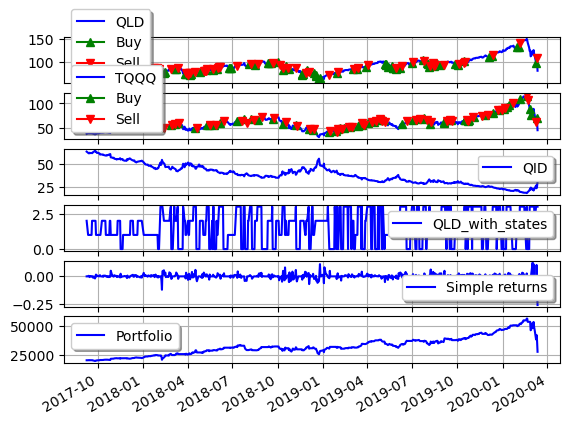 QLD
Buy
Sell
150
100
TQQQ
Buy
Sell
100
50
QID
50
25
QLD_with_states
2.5
0.0
Simple returns
0.00
−0.25
Portfolio
50000
25000
2017-10 2018-01 2018-04 2018-07 2018-10 2019-01 2019-04 2019-07 2019-10 2020-01 2020-04